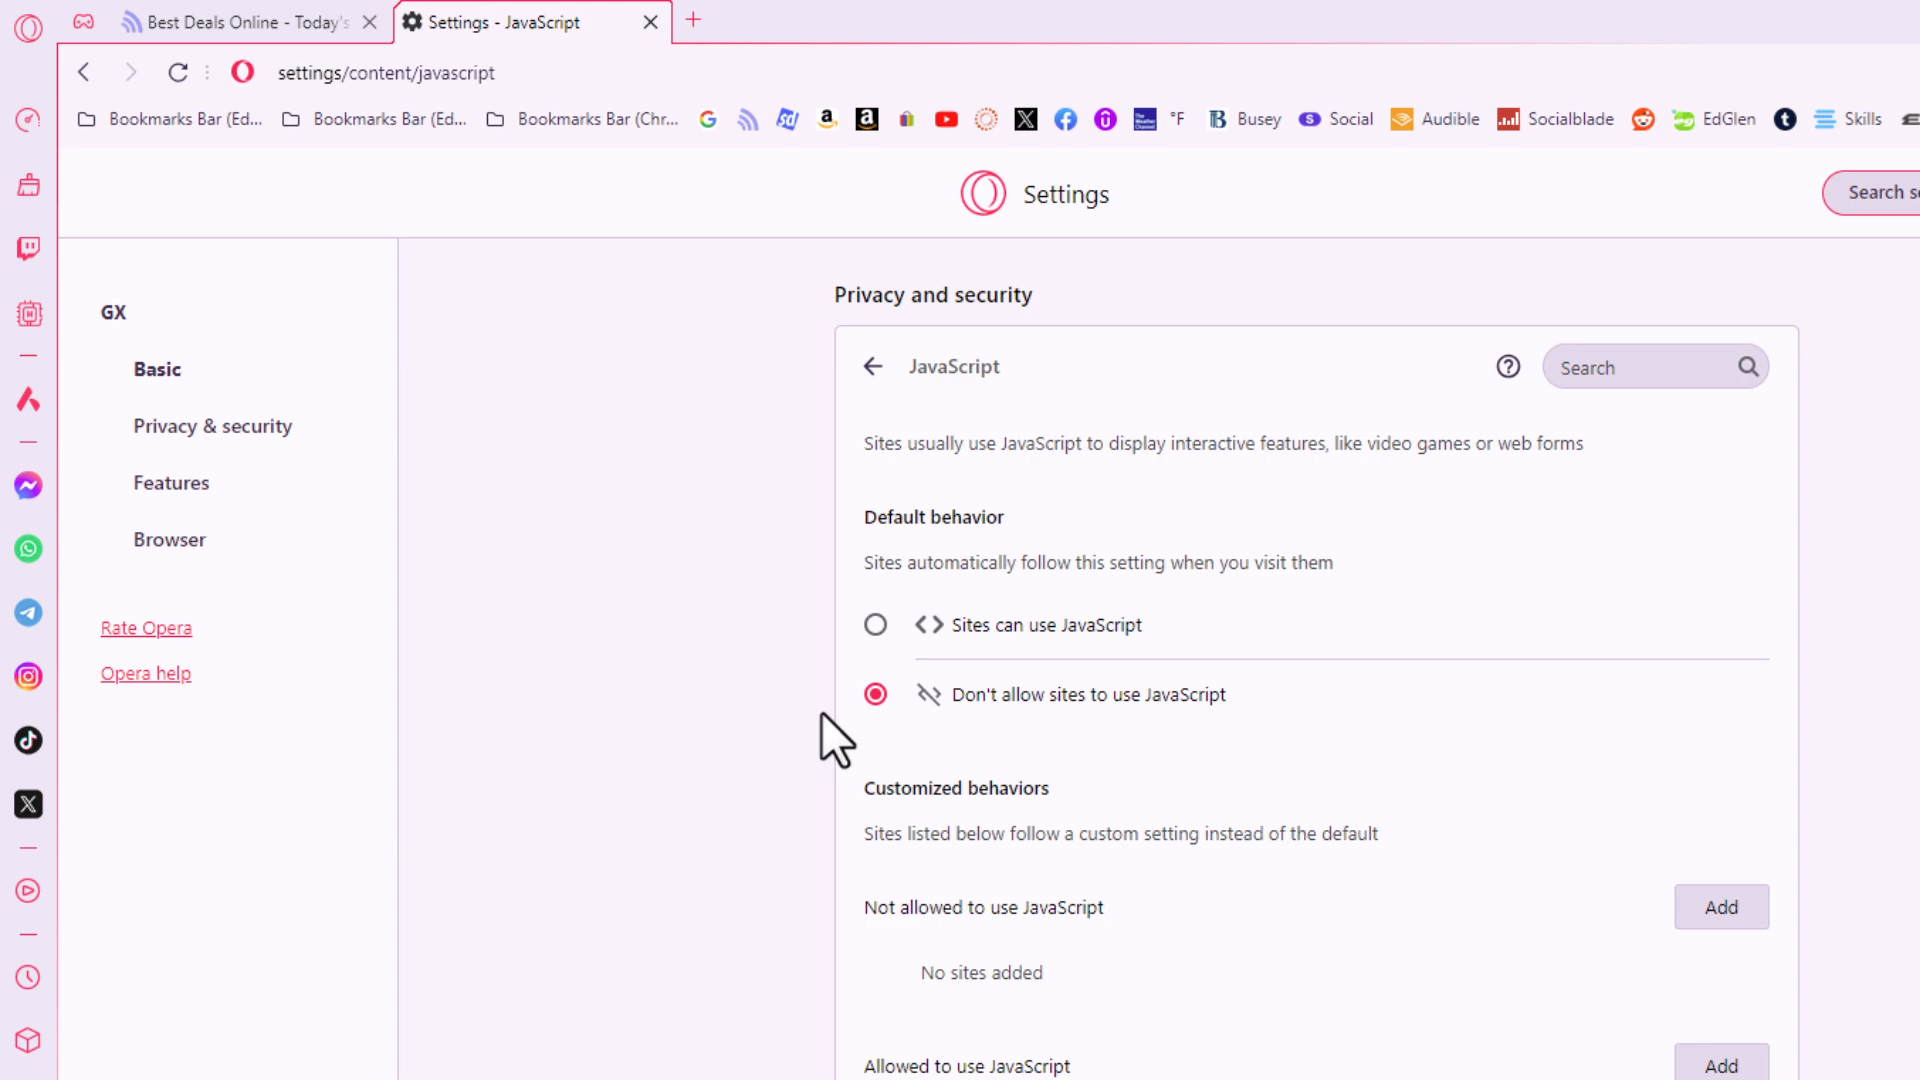 Best Deals Online - Today's
Settings - JavaScript
settings/content/javascript
Bookmarks Bar (Ed...
Bookmarks Bar (Ed...
Bookmarks Bar (Chr...
°F
Busey
Social
Audible
Socialblade
EdGlen
Skills
Settings
Search se
GX
Basic
Privacy & security
Features
Browser
Rate Opera
Opera help
Privacy and security
JavaScript
Search
Sites usually use JavaScript to display interactive features, like video games or web forms
Default behavior
Sites automatically follow this setting when you visit them
Sites can use JavaScript
Don't allow sites to use JavaScript
Customized behaviors
Sites listed below follow a custom setting instead of the default
Not allowed to use JavaScript
Add
No sites added
Allowed to use JavaScript
Add